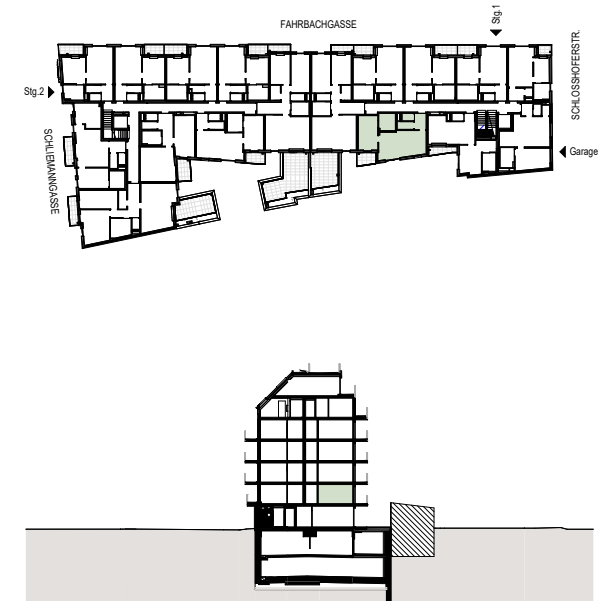 Stg.1
FAHRBACHGASSE
SCHLOSSHOFERSTR.
Stg.2
Garage
SCHLIEMANNGASSE